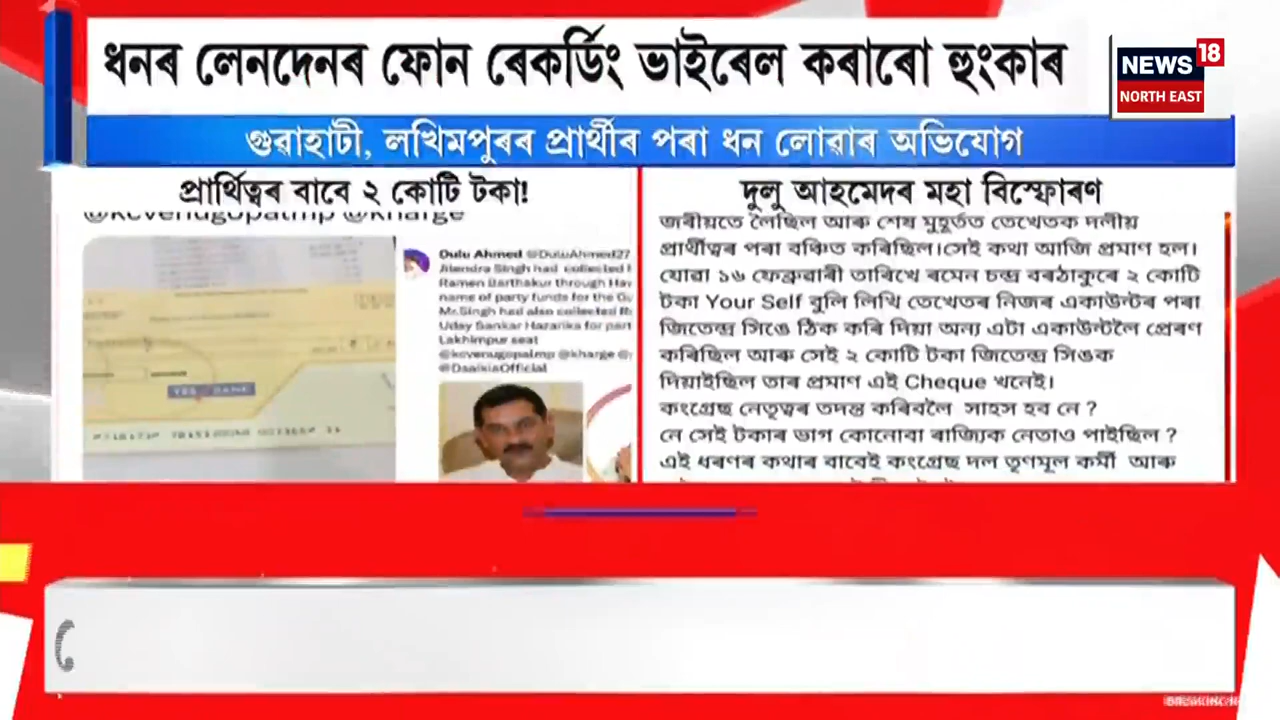 ধনৰ লেনদেনৰ ফোন ৰেকৰ্ডিং ভাইৰেল কৰাৰো হুংকাৰ
NEWS 18
NORTH EAST
গুৱাহাটী, লখিমপুৰৰ প্ৰাৰ্থীৰ পৰা ধন লোৱাৰ অভিযোগ
প্ৰাৰ্থিত্বৰ বাবে ২ কোটি টকা!
@kcvenugopalmp @kharge
YES BANK
Dulu Ahmed @DuluAhmed27
Jitendra Singh had collected
Ramen Barthakur through
name of party funds for the
Mr.Singh had also collected
Uday Sankar Hazarika for
Lakhimpur seat
@kcvenugopalmp @kharge
@DsaikiaOfficial
দুলু আহমেদৰ মহা বিস্ফোৰণ
জৰীয়তে লৈছিল আৰু শেষ মুহূৰ্তত তেখেতক দলীয়
প্ৰাৰ্থীত্বৰ পৰা বঞ্চিত কৰিছিল।সেই কথা আজি প্ৰমাণ হল।
যোৱা ১৬ ফেব্ৰুৱাৰী তাৰিখে ৰমেন চন্দ্ৰ বৰঠাকুৰে ২ কোটি
টকা Your Self বুলি লিখি তেখেতৰ নিজৰ একাউন্টৰ পৰা
জিতেন্দ্ৰ সিঙে ঠিক কৰি দিয়া অন্য এটা একাউন্টলৈ প্ৰেৰণ
কৰিছিল আৰু সেই ২ কোটি টকা জিতেন্দ্ৰ সিঙক
দিয়াইছিল তাৰ প্ৰমাণ এই Cheque খনেই।
কংগ্ৰেছ নেতৃত্বৰ তদন্ত কৰিবলৈ সাহস হব নে ?
নে সেই টকাৰ ভাগ কোনোবা ৰাজ্যিক নেতাও পাইছিল ?
এই ধৰণৰ কথাৰ বাবেই কংগ্ৰেছ দল তৃণমূল কৰ্মী আৰু